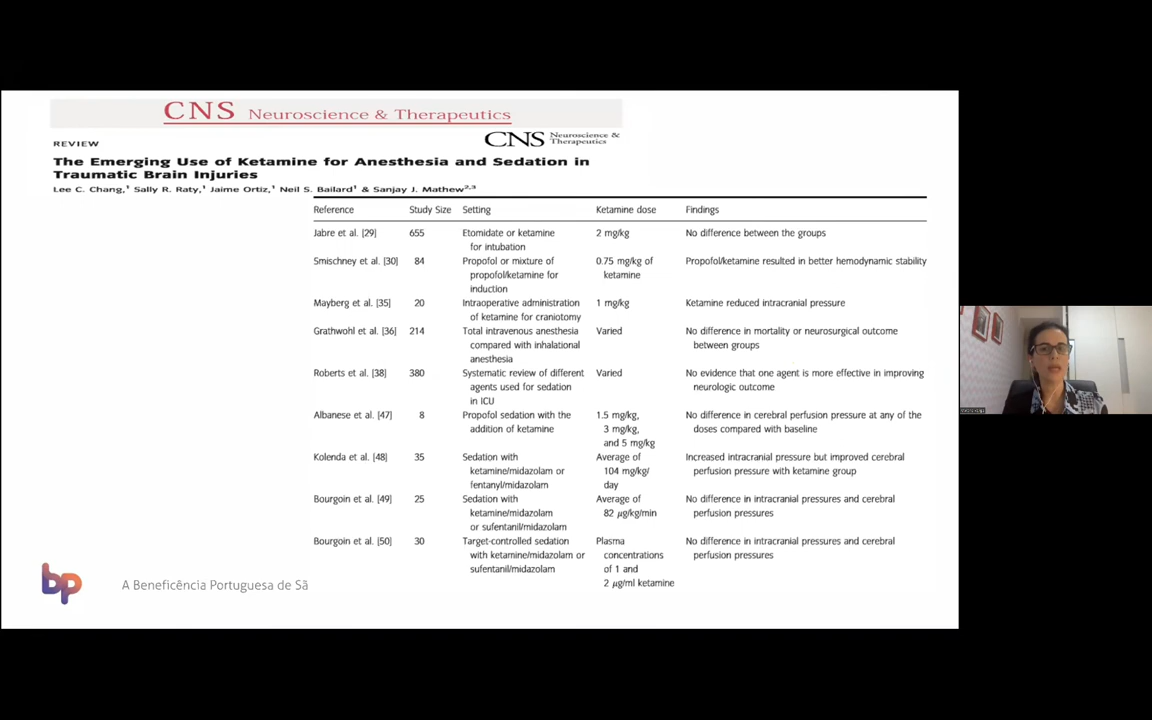 CNS Neuroscience & Therapeutics
CNS Neuroscience & Therapeutics
REVIEW
The Emerging Use of Ketamine for Anesthesia and Sedation in
Traumatic Brain Injuries
Lee C. Chang,1 Sally R. Raty,1 Jaime Ortiz,1 Neil S. Bailard1 & Sanjay J. Mathew2,3
Reference Study Size Setting Ketamine dose Findings
Jabre et al. [29] 655 Etomidate or ketamine 2 mg/kg No difference between the groups
for intubation
Smischney et al. [30] 84 Propofol or mixture of 0.75 mg/kg of Propofol/ketamine resulted in better hemodynamic stability
propofol/ketamine for ketamine
induction
Mayberg et al. [35] 20 Intraoperative administration 1 mg/kg Ketamine reduced intracranial pressure
of ketamine for craniotomy
Grathwohl et al. [36] 214 Total intravenous anesthesia Varied No difference in mortality or neurosurgical outcome
compared with inhalational between groups
anesthesia
Roberts et al. [38] 380 Systematic review of different Varied No evidence that one agent is more effective in improving
agents used for sedation neurologic outcome
in ICU
Albanese et al. [47] 8 Propofol sedation with the 1.5 mg/kg, No difference in cerebral perfusion pressure at any of the
addition of ketamine 3 mg/kg, doses compared with baseline
and 5 mg/kg
Kolenda et al. [48] 35 Sedation with Average of Increased intracranial pressure but improved cerebral
ketamine/midazolam or 104 mg/kg/ perfusion pressure with ketamine group
fentanyl/midazolam day
Bourgoin et al. [49] 25 Sedation with Average of No difference in intracranial pressures and cerebral
ketamine/midazolam 82 μg/kg/min perfusion pressures
or sufentanil/midazolam
Bourgoin et al. [50] 30 Target-controlled sedation Plasma No difference in intracranial pressures and cerebral
with ketamine/midazolam or concentrations perfusion pressures
sufentanil/midazolam of 1 and
2 μg/ml ketamine
bp A Beneficência Portuguesa de Sã